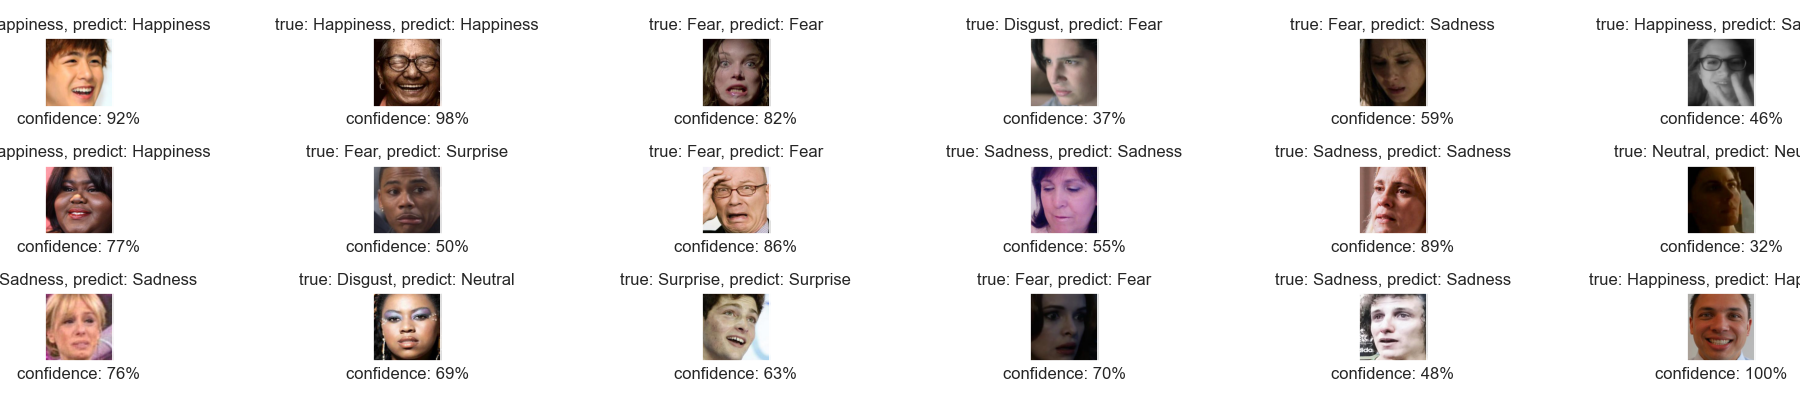 appiness, predict: Happiness
true: Happiness, predict: Happiness
true: Fear, predict: Fear
true: Disgust, predict: Fear
true: Fear, predict: Sadness
true: Happiness, predict: Sa
confidence: 92%
confidence: 98%
confidence: 82%
confidence: 37%
confidence: 59%
confidence: 46%
appiness, predict: Happiness
true: Fear, predict: Surprise
true: Fear, predict: Fear
true: Sadness, predict: Sadness
true: Sadness, predict: Sadness
true: Neutral, predict: Neu
confidence: 77%
confidence: 50%
confidence: 86%
confidence: 55%
confidence: 89%
confidence: 32%
Sadness, predict: Sadness
true: Disgust, predict: Neutral
true: Surprise, predict: Surprise
true: Fear, predict: Fear
true: Sadness, predict: Sadness
true: Happiness, predict: Hap
confidence: 76%
confidence: 69%
confidence: 63%
confidence: 70%
confidence: 48%
confidence: 100%